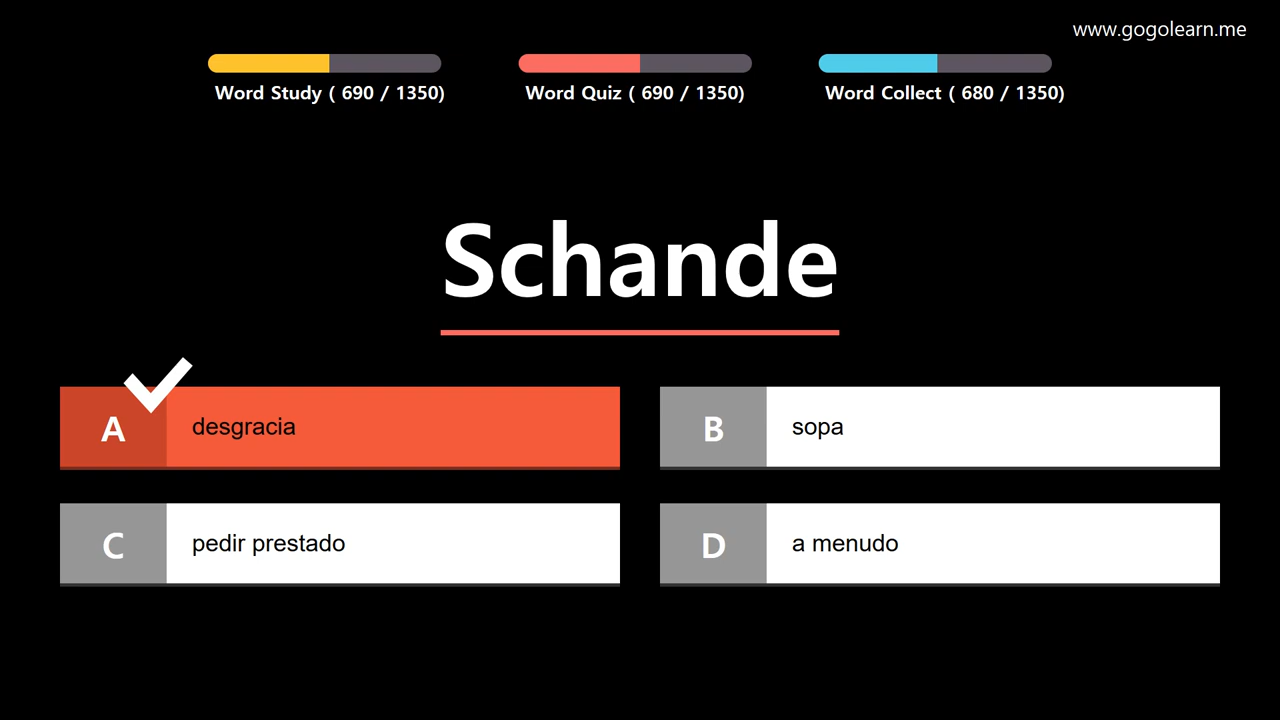 www.gogolearn.me
Word Study ( 690 / 1350)
Word Quiz ( 690 / 1350)
Word Collect ( 680 / 1350)
Schande
A
desgracia
B
sopa
C
pedir prestado
D
a menudo